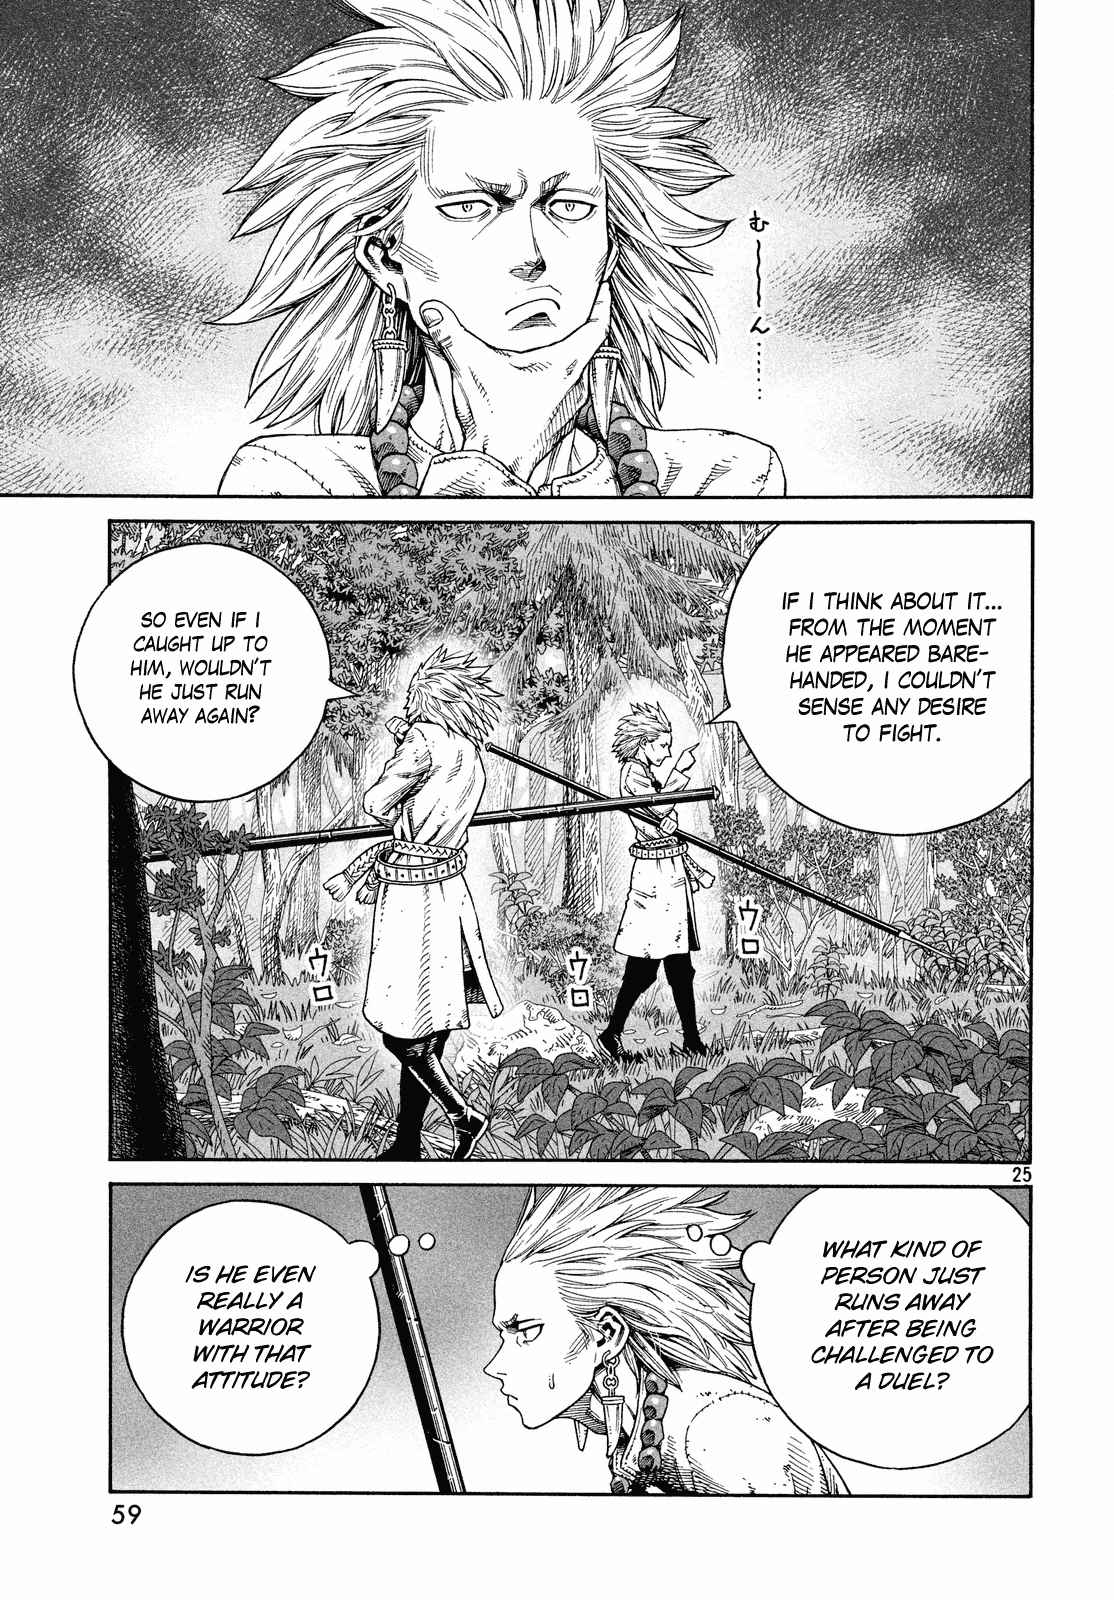 む〜〜ん……
IF I THINK ABOUT IT...
FROM THE MOMENT
HE APPEARED BARE-
HANDED, I COULDN'T
SENSE ANY DESIRE
TO FIGHT.
SO EVEN IF I
CAUGHT UP TO
HIM, WOULDN'T
HE JUST RUN
AWAY AGAIN?
ウロ
ウロ
ウロ
25
WHAT KIND OF
PERSON JUST
RUNS AWAY
AFTER BEING
CHALLENGED TO
A DUEL?
IS HE EVEN
REALLY A
WARRIOR
WITH THAT
ATTITUDE?
59